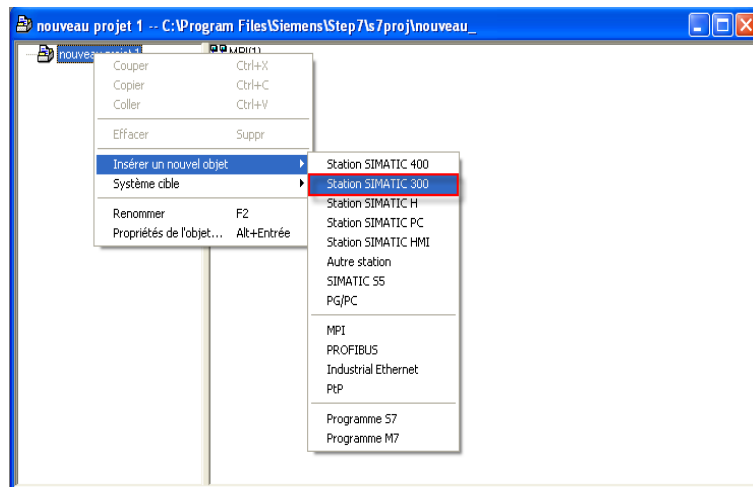 nouveau projet 1 -- C:\Program Files\Siemens\Step7\s7proj\nouveau_
nouveau projet 1
MPI(1)
Couper Ctrl+X
Copier Ctrl+C
Coller Ctrl+V
Effacer Suppr
Insérer un nouvel objet
Système cible
Renommer F2
Propriétés de l'objet... Alt+Entrée
Station SIMATIC 400
Station SIMATIC 300
Station SIMATIC H
Station SIMATIC PC
Station SIMATIC HMI
Autre station
SIMATIC S5
PG/PC
MPI
PROFIBUS
Industrial Ethernet
PtP
Programme S7
Programme M7